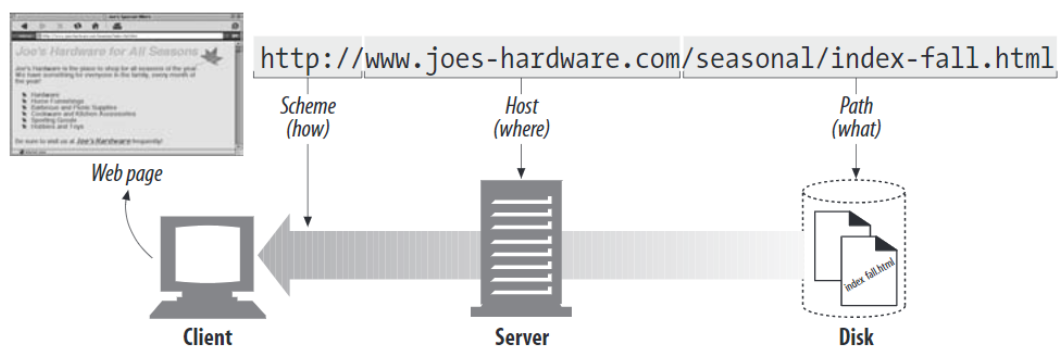 Joe's Hardware for All Seasons
Joe's Hardware is the place to shop for all seasons of the year.
We have something for everyone in the family, every month of
the year!
Hardware
Home Furnishings
Barbecue and Picnic Supplies
Cookware and Kitchen Accessories
Sporting Goods
Hobbies and Toys
Be sure to visit us at Joe's Hardware frequently!
http://www.joes-hardware.com/seasonal/index-fall.html
Scheme
(how)
Host
(where)
Path
(what)
Web page
index fall.html
Client
Server
Disk